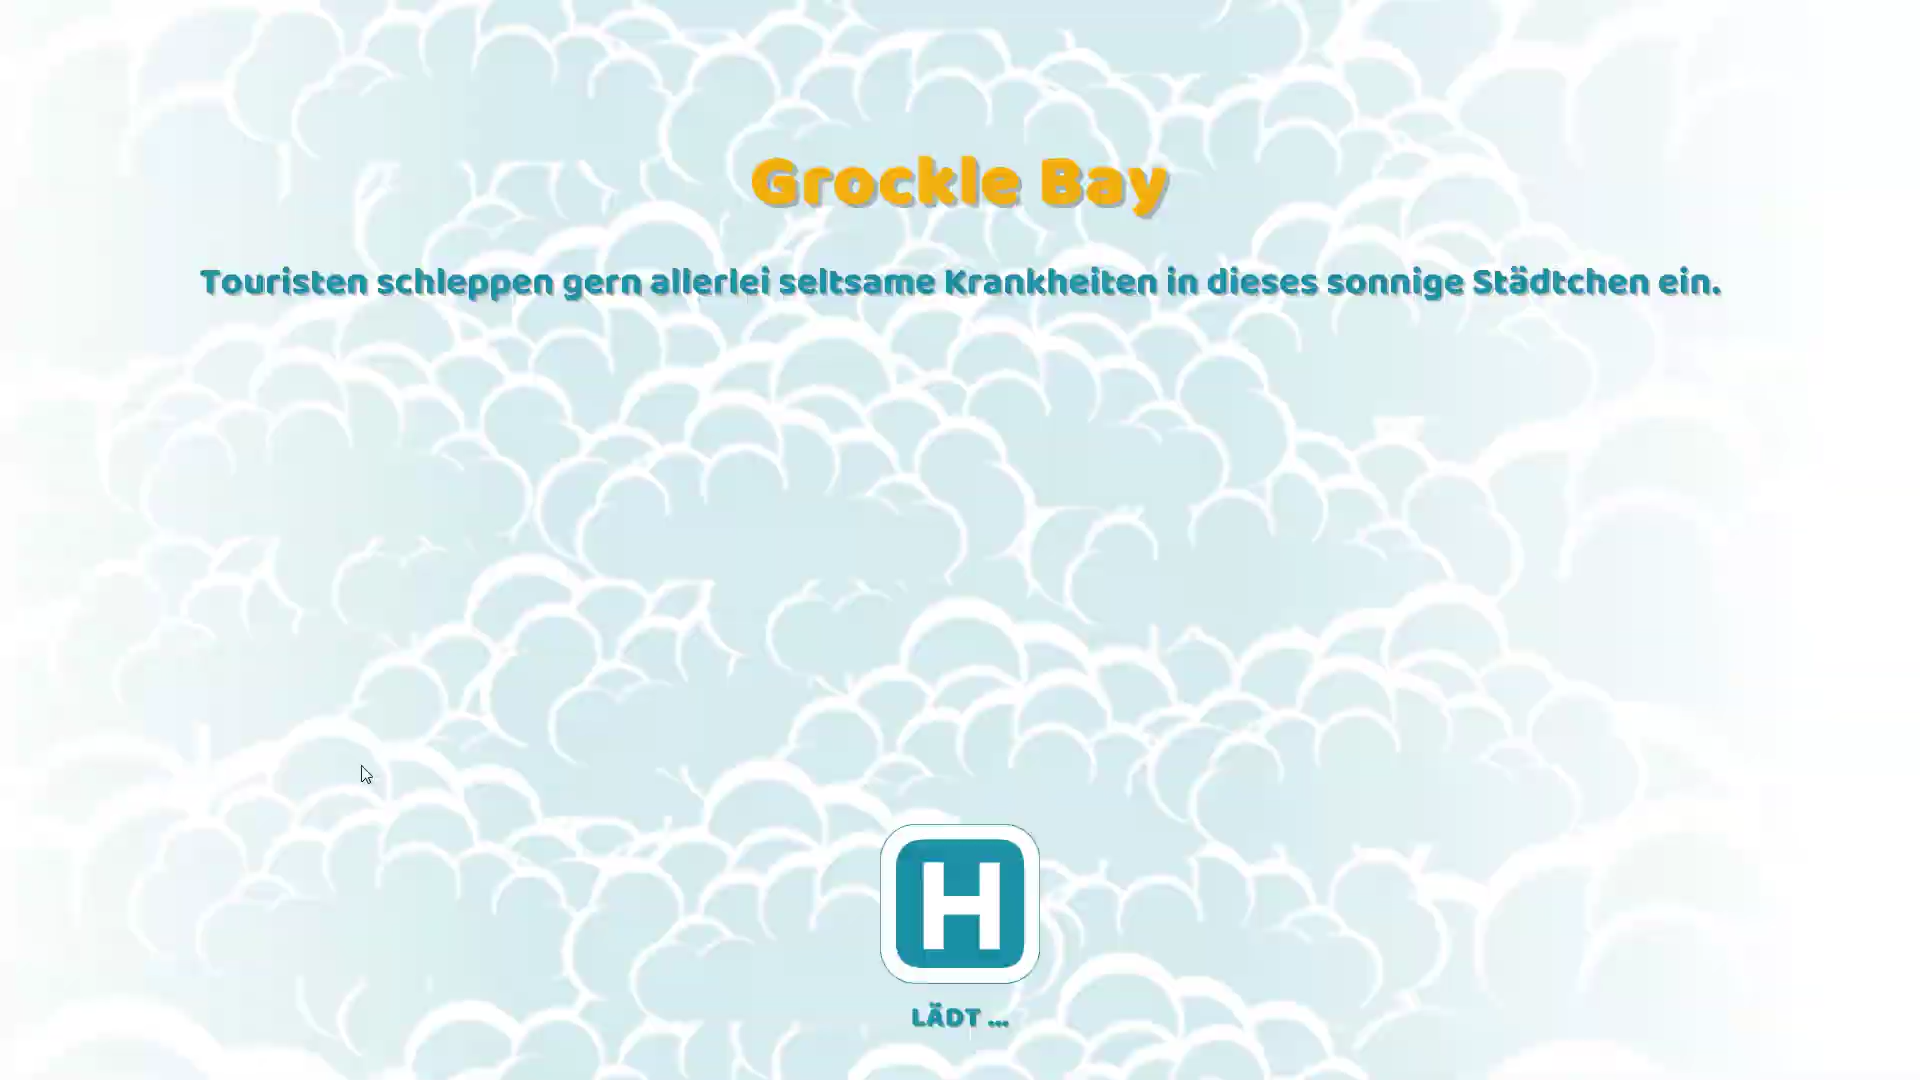 Grockle Bay
Touristen schleppen gern allerlei seltsame Krankheiten in dieses sonnige Städtchen ein.
H
LÄDT ...